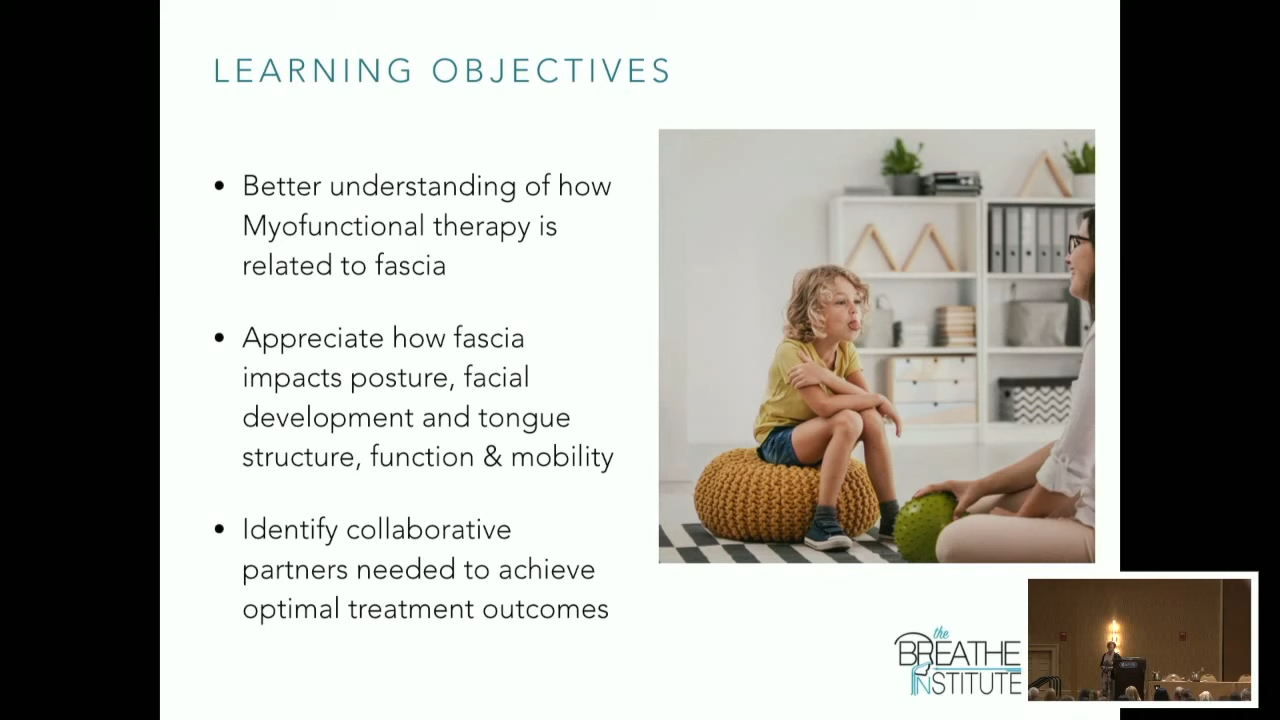 LEARNING OBJECTIVES
• Better understanding of how
Myofunctional therapy is
related to fascia
• Appreciate how fascia
impacts posture, facial
development and tongue
structure, function & mobility
• Identify collaborative
partners needed to achieve
optimal treatment outcomes
the
BREATHE
INSTITUTE